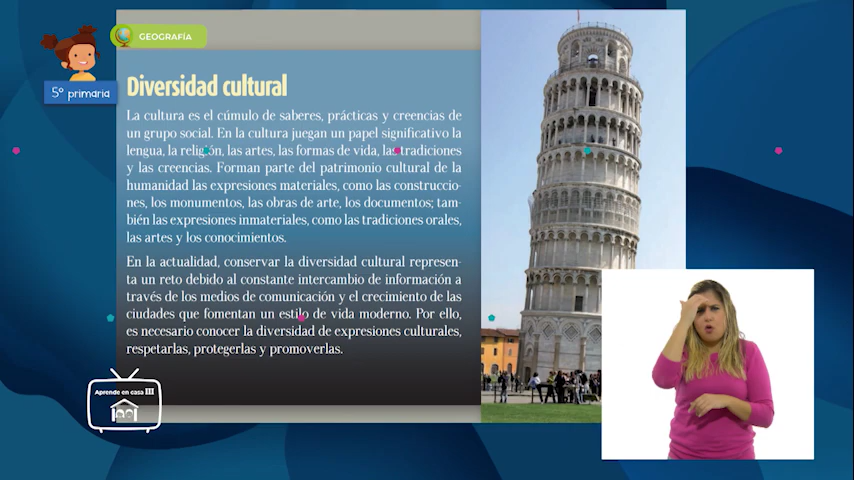 GEOGRAFÍA
5° primaria
Diversidad cultural
La cultura es el cúmulo de saberes, prácticas y creencias de
un grupo social. En la cultura juegan un papel significativo la
lengua, la religión, las artes, las formas de vida, las tradiciones
y las creencias. Forman parte del patrimonio cultural de la
humanidad las expresiones materiales, como las construccio-
nes, los monumentos, las obras de arte, los documentos; tam-
bién las expresiones inmateriales, como las tradiciones orales,
las artes y los conocimientos.
En la actualidad, conservar la diversidad cultural represen-
ta un reto debido al constante intercambio de información a
través de los medios de comunicación y el crecimiento de las
ciudades que fomentan un estilo de vida moderno. Por ello,
es necesario conocer la diversidad de expresiones culturales,
respetarlas, protegerlas y promoverlas.
Aprende en casa III